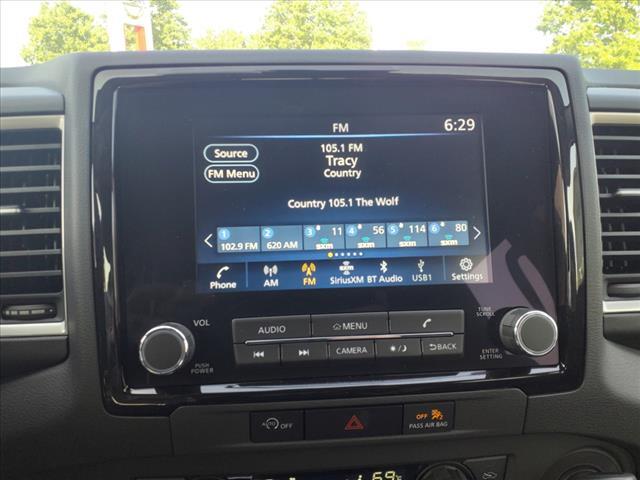 FM 6:29
Source 105.1 FM
Tracy
FM Menu Country
Country 105.1 The Wolf
1 2 3 11 4 56 5 114 6 80
102.9 FM 620 AM sxm sxm sxm sxm
Phone AM FM SiriusXM BT Audio USB1 Settings
VOL AUDIO MENU TUNE SCROLL
PUSH POWER CAMERA BACK ENTER SETTING
AUTO OFF OFF PASS AIR BAG
69